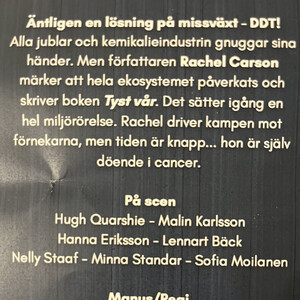 Äntligen en lösning på missväxt - DDT!
Alla jublar och kemikalieindustrin gnuggar sina
händer. Men författaren Rachel Carson
märker att hela ekosystemet påverkats och
skriver boken Tyst vår. Det sätter igång en
hel miljörörelse. Rachel driver kampen mot
förnekarna, men tiden är knapp... hon är själv
döende i cancer.
På scen
Hugh Quarshie - Malin Karlsson
Hanna Eriksson - Lennart Bäck
Nelly Staaf - Minna Standar - Sofia Moilanen
Manus/Regi